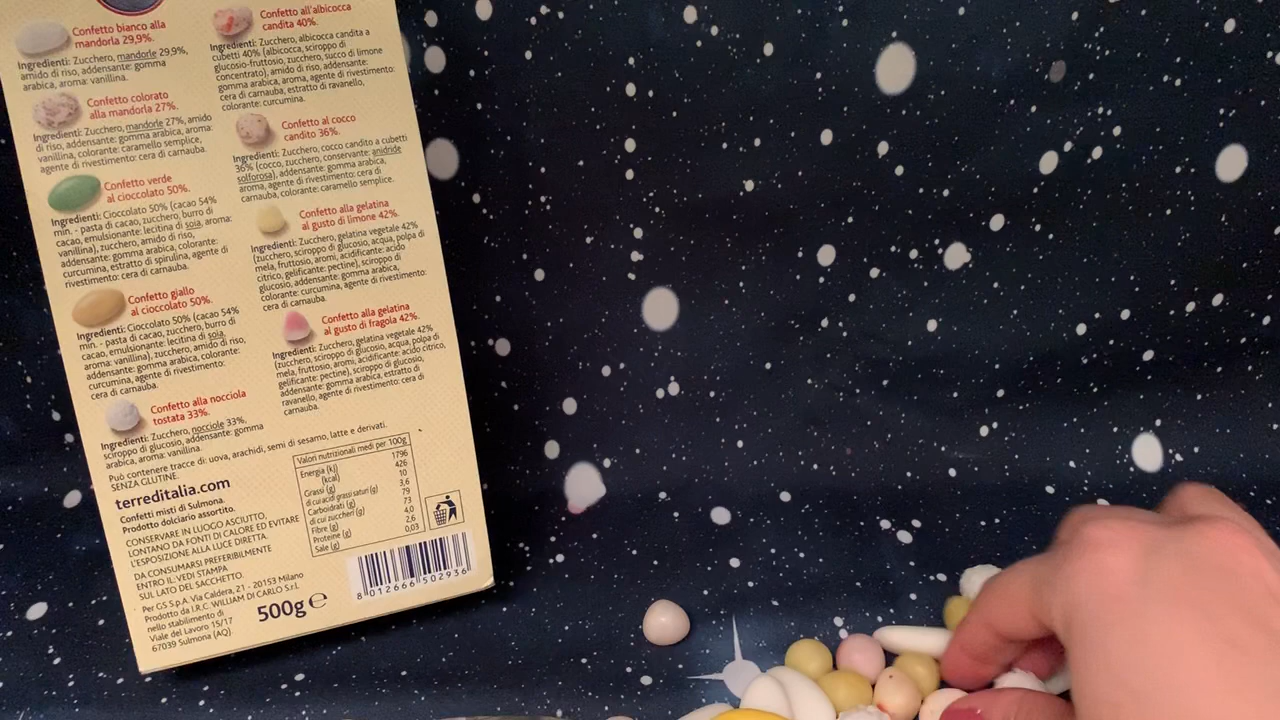 Confetto bianco alla
mandorla 29,9%.
Ingredienti: Zucchero, mandorle 29,9%,
amido di riso, addensante: gomma
arabica, aroma: vanillina.
Confetto colorato
alla mandorla 27%.
Ingredienti: Zucchero, mandorle 27%, amido
di riso, addensante: gomma arabica, aroma:
vanillina, colorante: caramello semplice,
agente di rivestimento: cera di carnauba.
Confetto verde
al cioccolato 50%.
Ingredienti: Cioccolato 50% (cacao 54%
min. - pasta di cacao, zucchero, burro di
cacao, emulsionante: lecitina di soia, aroma:
vanillina), zucchero, amido di riso,
addensante: gomma arabica, colorante:
curcumina, estratto di spirulina, agente di
rivestimento: cera di carnauba.
Confetto giallo
al cioccolato 50%.
Ingredienti: Cioccolato 50% (cacao 54%
min. - pasta di cacao, zucchero, burro di
cacao, emulsionante: lecitina di soia,
aroma: vanillina), zucchero, amido di riso,
addensante: gomma arabica, colorante:
curcumina, agente di rivestimento:
cera di carnauba.
Confetto alla nocciola
tostata 33%.
Ingredienti: Zucchero, nocciole 33%,
sciroppo di glucosio, addensante: gomma
arabica, aroma: vanillina.
Confetto all'albicocca
candita 40%.
Ingredienti: Zucchero, albicocca candita a
cubetti 40% (albicocca, sciroppo di
glucosio-fruttosio, zucchero, succo di limone
concentrato), amido di riso, addensante:
gomma arabica, aroma, agente di rivestimento:
cera di carnauba, estratto di ravanello,
colorante: curcumina.
Confetto al cocco
candito 36%.
Ingredienti: Zucchero, cocco candito a cubetti
36% (cocco, zucchero, conservante: anidride
solforosa), addensante: gomma arabica,
aroma, agente di rivestimento: cera di
carnauba, colorante: caramello semplice.
Confetto alla gelatina
al gusto di limone 42%.
Ingredienti: Zucchero, gelatina vegetale 42%
(zucchero, sciroppo di glucosio, acqua, polpa di
mela, fruttosio, aromi, acidificante: acido
citrico, gelificante: pectine), sciroppo di
glucosio, addensante: gomma arabica,
colorante: curcumina, agente di rivestimento:
cera di carnauba.
Confetto alla gelatina
al gusto di fragola 42%.
Ingredienti: Zucchero, gelatina vegetale 42%
(zucchero, sciroppo di glucosio, acqua, polpa di
mela, fruttosio, aromi, acidificante: acido citrico,
gelificante: pectine), sciroppo di glucosio,
addensante: gomma arabica, estratto di
ravanello, agente di rivestimento: cera di
carnauba.
Può contenere tracce di: uova, arachidi, semi di sesamo, latte e derivati.
SENZA GLUTINE.
terreditalia.com
Confetti misti di Sulmona.
Prodotto dolciario assortito.
CONSERVARE IN LUOGO ASCIUTTO,
LONTANO DA FONTI DI CALORE ED EVITARE
L'ESPOSIZIONE ALLA LUCE DIRETTA.
DA CONSUMARSI PREFERIBILMENTE
ENTRO IL: VEDI STAMPA
SUL LATO DEL SACCHETTO.
Per GS S.p.A. Via Caldera, 21 - 20153 Milano
Prodotto da I.R.C. WILLIAM DI CARLO S.r.l.
nello stabilimento di
Viale del Lavoro 15/17
67039 Sulmona (AQ).
500g e
Valori nutrizionali medi per 100g
Energia (kJ) 1796
(kcal) 426
Grassi (g) 10
di cui acidi grassi saturi (g) 3,6
Carboidrati (g) 79
di cui zuccheri (g) 73
Fibre (g) 4,0
Proteine (g) 2,6
Sale (g) 0,03
8 012666 502936